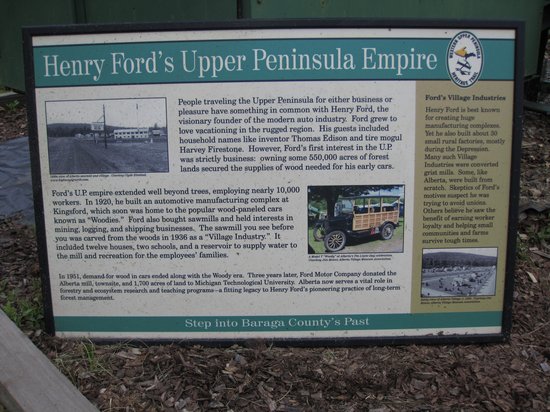 Henry Ford's Upper Peninsula Empire
WESTERN UPPER PENINSULA
HERITAGE TRAIL
People traveling the Upper Peninsula for either business or
pleasure have something in common with Henry Ford, the
visionary founder of the modern auto industry. Ford grew to
love vacationing in the rugged region. His guests included
household names like inventor Thomas Edison and tire mogul
Harvey Firestone. However, Ford's first interest in the U.P.
was strictly business: owning some 550,000 acres of forest
lands secured the supplies of wood needed for his early cars.
Ford's U.P. empire extended well beyond trees, employing nearly 10,000
workers. In 1920, he built an automotive manufacturing complex at
Kingsford, which soon was home to the popular wood-paneled cars
known as "Woodies." Ford also bought sawmills and held interests in
mining, logging, and shipping businesses. The sawmill you see before
you was carved from the woods in 1936 as a "Village Industry." It
included twelve houses, two schools, and a reservoir to supply water to
the mill and recreation for the employees' families.
In 1951, demand for wood in cars ended along with the Woody era. Three years later, Ford Motor Company donated the
Alberta mill, townsite, and 1,700 acres of land to Michigan Technological University. Alberta now serves a vital role in
forestry and ecosystem research and teaching programs – a fitting legacy to Henry Ford's pioneering practice of long-term
forest management.
Ford's Village Industries
Henry Ford is best known
for creating huge
manufacturing complexes.
Yet he also built about 30
small rural factories, mostly
during the Depression.
Many such Village
Industries were converted
grist mills. Some, like
Alberta, were built from
scratch. Skeptics of Ford's
motives suspect he was
trying to avoid unions.
Others believe he saw the
benefit of earning worker
loyalty and helping small
communities and farms
survive tough times.
Step into Baraga County's Past